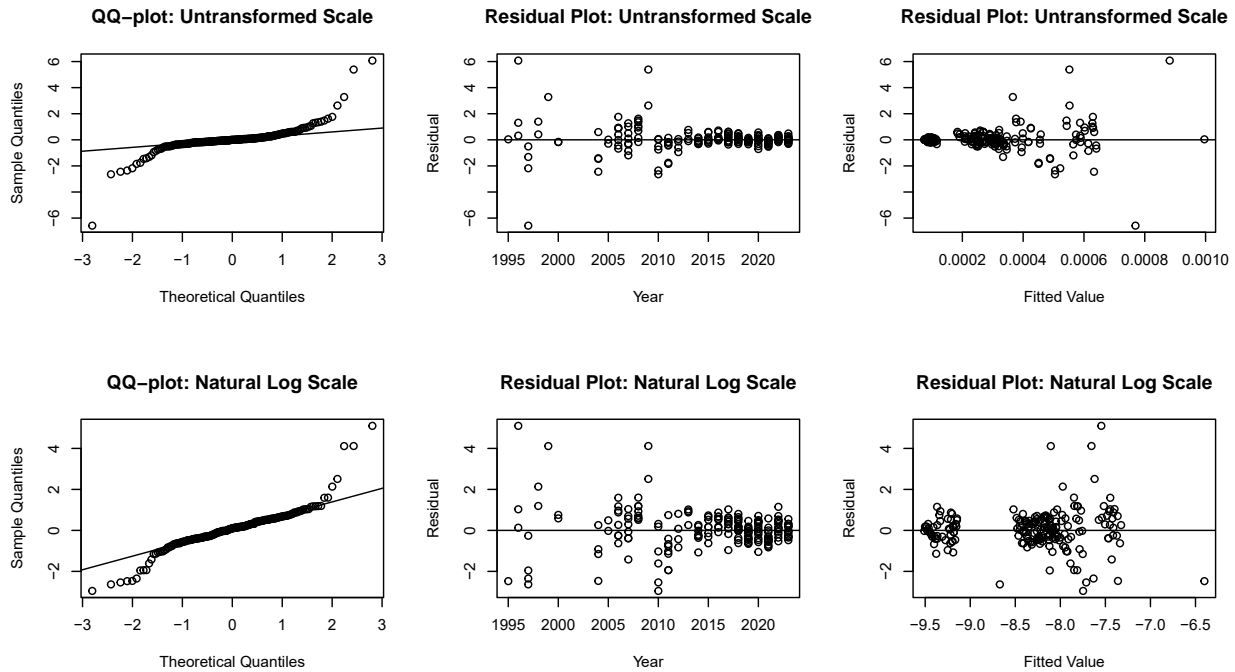 QQ−plot: Untransformed Scale
Sample Quantiles
6
4
2
0
−2
−6
−3 −2 −1 0 1 2 3
Theoretical Quantiles
Residual Plot: Untransformed Scale
Residual
6
4
2
0
−2
−6
1995 2000 2005 2010 2015 2020
Year
Residual Plot: Untransformed Scale
Residual
6
4
2
0
−2
−6
0.0002 0.0004 0.0006 0.0008 0.0010
Fitted Value
QQ−plot: Natural Log Scale
Sample Quantiles
4
2
0
−2
−3 −2 −1 0 1 2 3
Theoretical Quantiles
Residual Plot: Natural Log Scale
Residual
4
2
0
−2
1995 2000 2005 2010 2015 2020
Year
Residual Plot: Natural Log Scale
Residual
4
2
0
−2
−9.5 −9.0 −8.5 −8.0 −7.5 −7.0 −6.5
Fitted Value